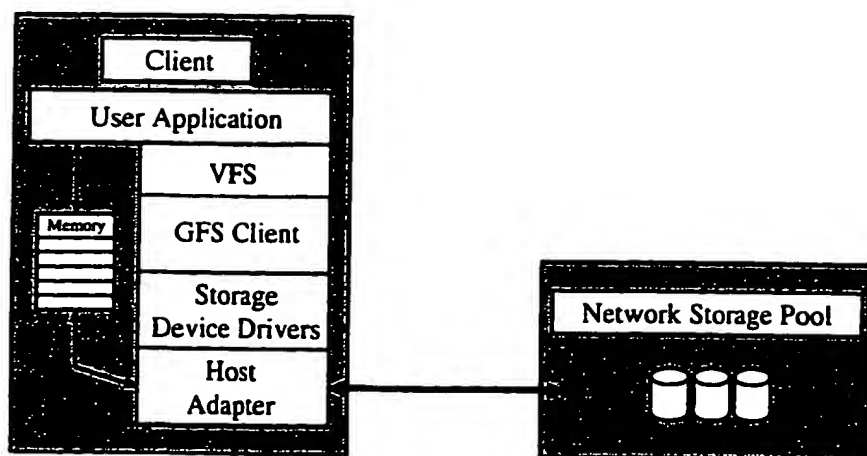 Client
User Application
VFS
Memory
GFS Client
Storage
Device Drivers
Host
Adapter
Network Storage Pool